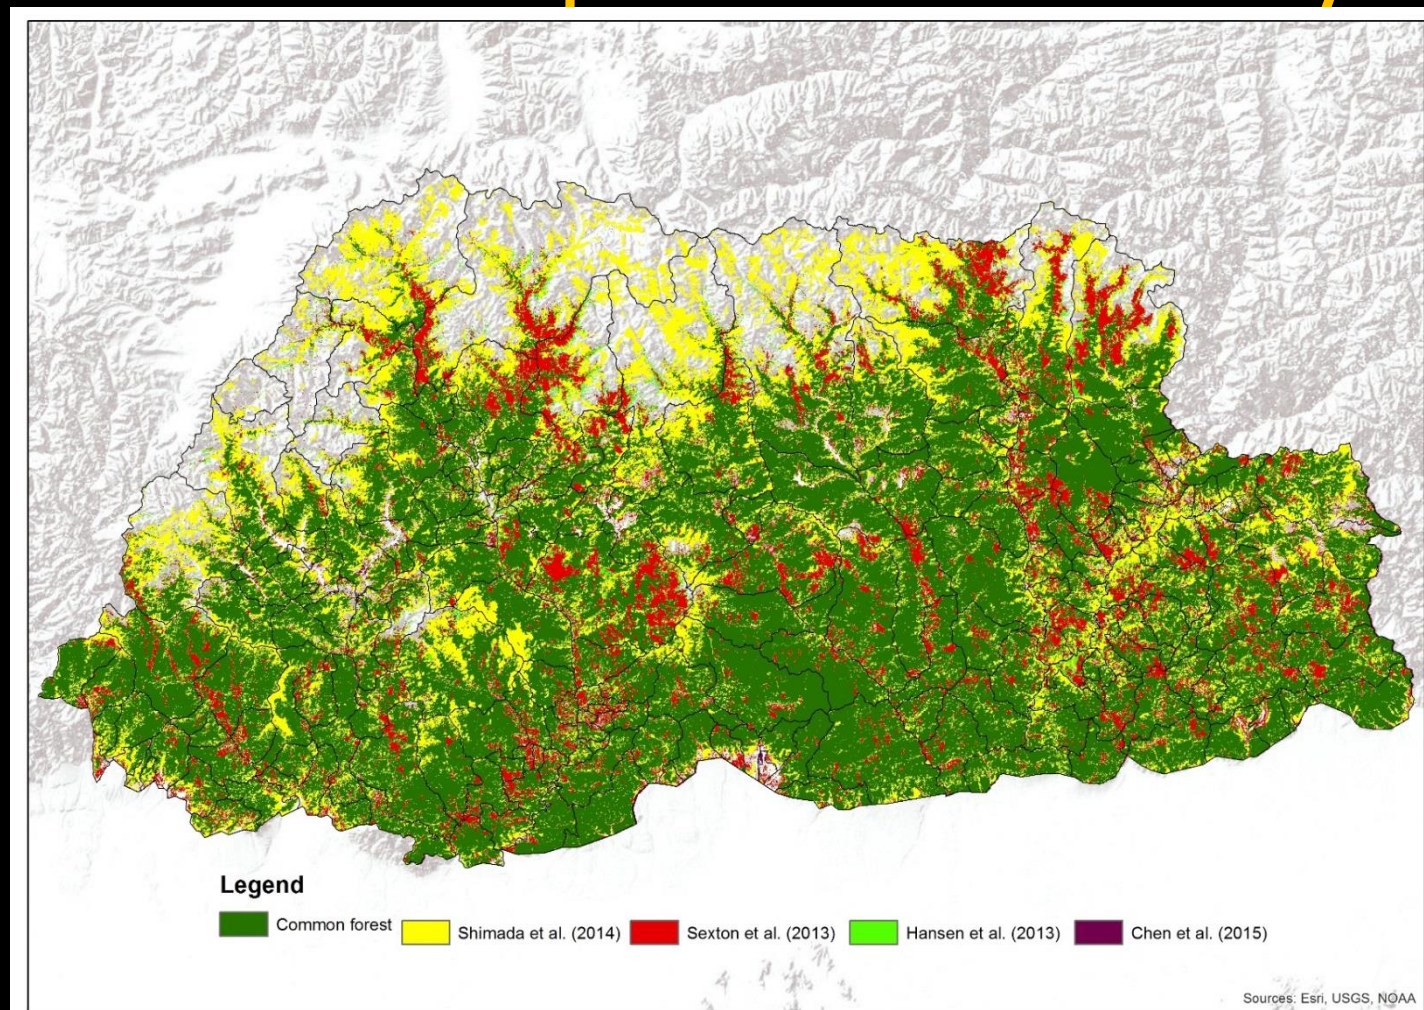 Legend
Common forest
Shimada et al. (2014)
Sexton et al. (2013)
Hansen et al. (2013)
Chen et al. (2015)
Sources: Esri, USGS, NOAA